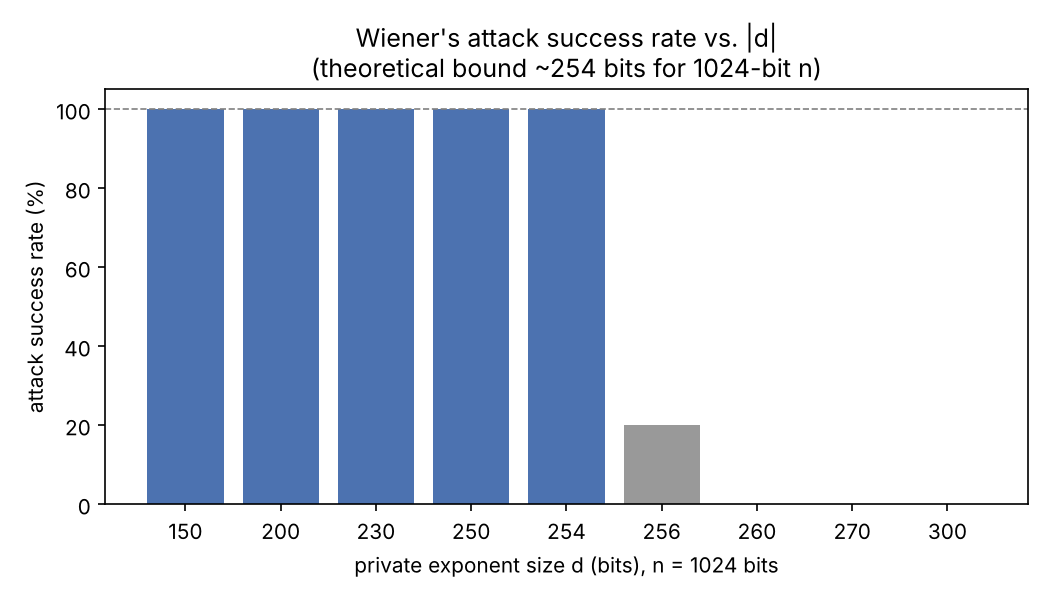 Wiener's attack success rate vs. |d|
(theoretical bound ~254 bits for 1024-bit n)
attack success rate (%)
100
80
60
40
20
0
150 200 230 250 254 256 260 270 300
private exponent size d (bits), n = 1024 bits